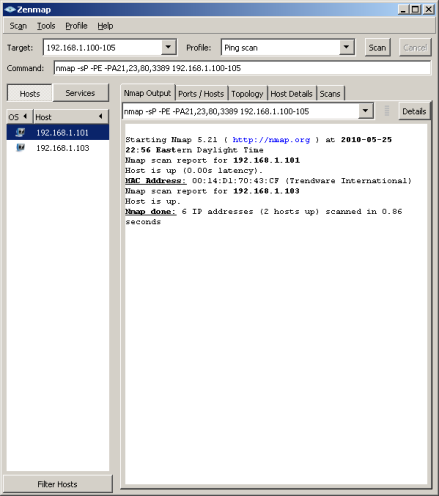 Zenmap
Scan Tools Profile Help
Target: 192.168.1.100-105 Profile: Ping scan Scan Cancel
Command: nmap -sP -PE -PA21,23,80,3389 192.168.1.100-105
Hosts Services
Nmap Output Ports / Hosts Topology Host Details Scans
OS Host
nmap -sP -PE -PA21,23,80,3389 192.168.1.100-105 Details
192.168.1.101
192.168.1.103
Starting Nmap 5.21 ( http://nmap.org ) at 2010-05-25
22:56 Eastern Daylight Time
Nmap scan report for 192.168.1.101
Host is up (0.00s latency).
MAC Address: 00:14:D1:70:43:CF (Trendware International)
Nmap scan report for 192.168.1.103
Host is up.
Nmap done: 6 IP addresses (2 hosts up) scanned in 0.86
seconds
Filter Hosts